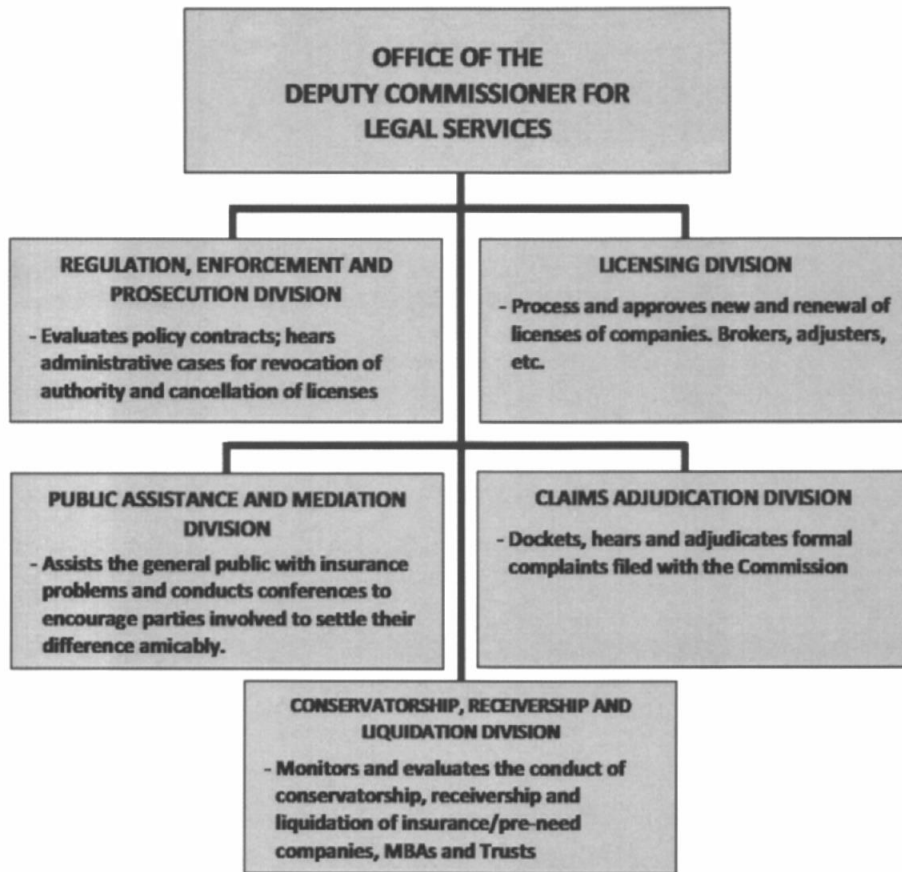 OFFICE OF THE
DEPUTY COMMISSIONER FOR
LEGAL SERVICES
REGULATION, ENFORCEMENT AND
PROSECUTION DIVISION
- Evaluates policy contracts; hears
administrative cases for revocation of
authority and cancellation of licenses
LICENSING DIVISION
- Process and approves new and renewal of
licenses of companies. Brokers, adjusters,
etc.
PUBLIC ASSISTANCE AND MEDIATION
DIVISION
- Assists the general public with insurance
problems and conducts conferences to
encourage parties involved to settle their
difference amicably.
CLAIMS ADJUDICATION DIVISION
- Dockets, hears and adjudicates formal
complaints filed with the Commission
CONSERVATORSHIP, RECEIVERSHIP AND
LIQUIDATION DIVISION
- Monitors and evaluates the conduct of
conservatorship, receivership and
liquidation of insurance/pre-need
companies, MBAs and Trusts